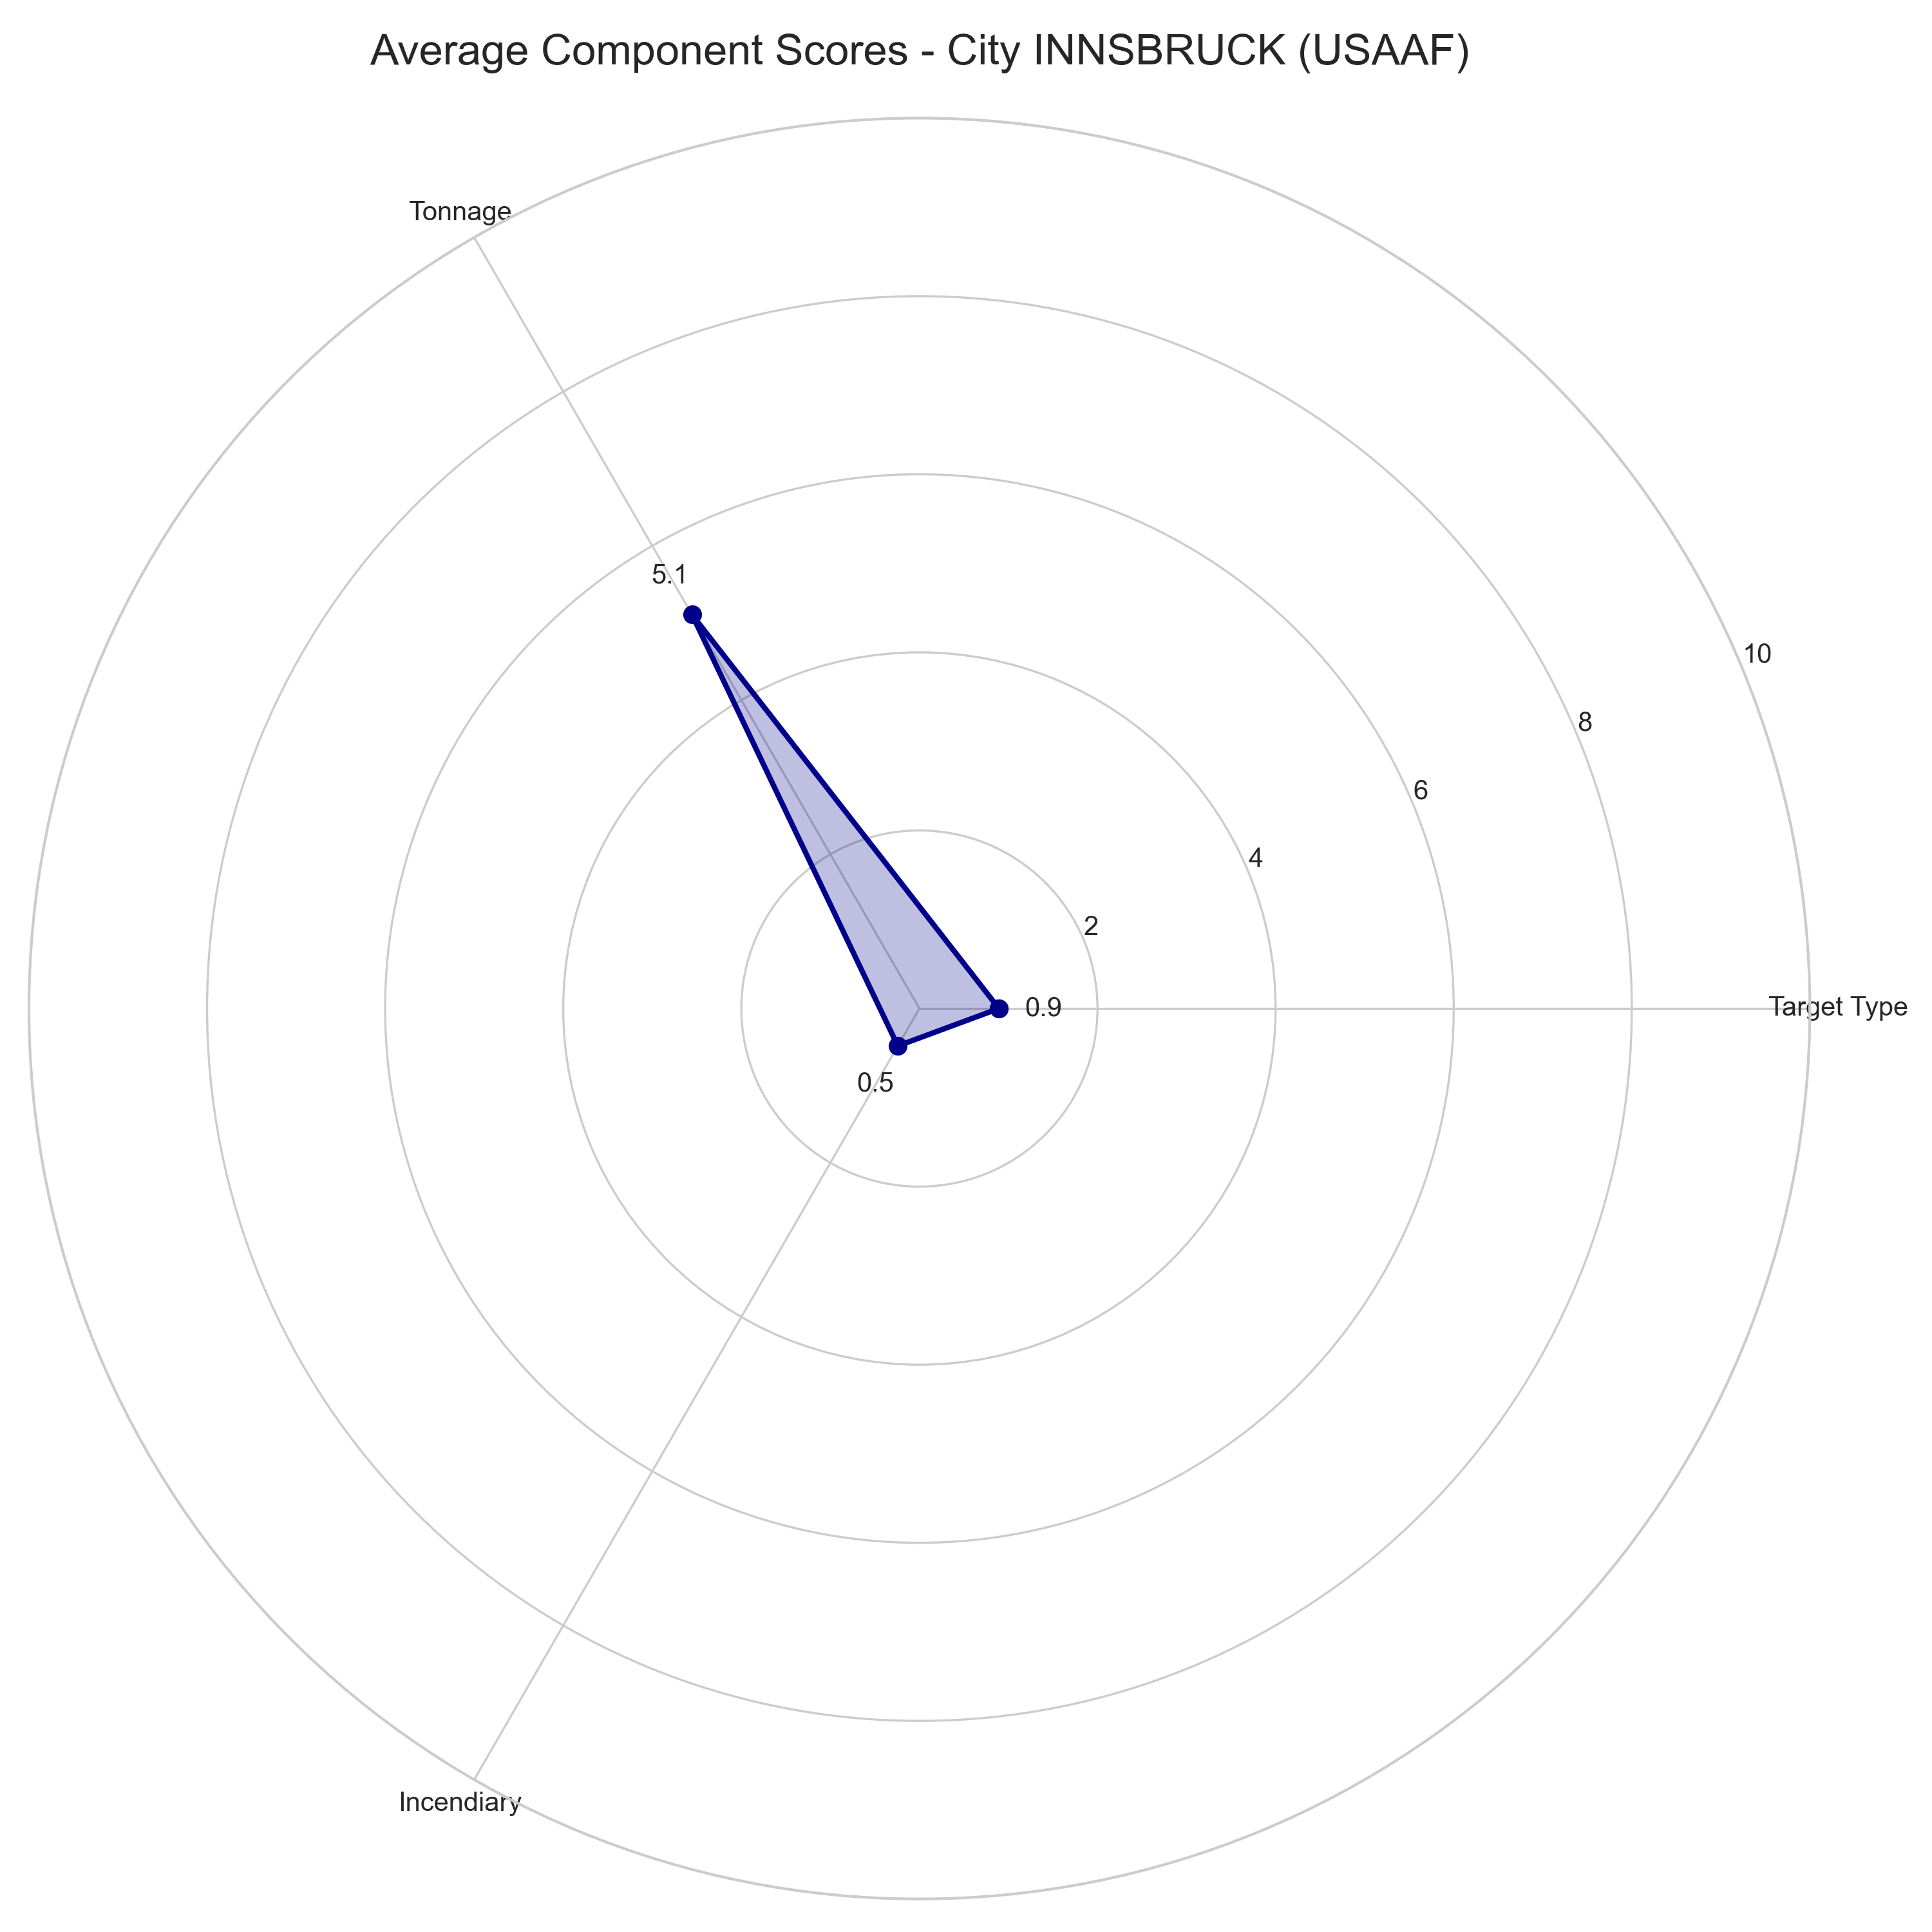 Average Component Scores - City INNSBRUCK (USAAF)
Tonnage
5.1
10
8
6
4
2
0.9
Target Type
0.5
Incendiary